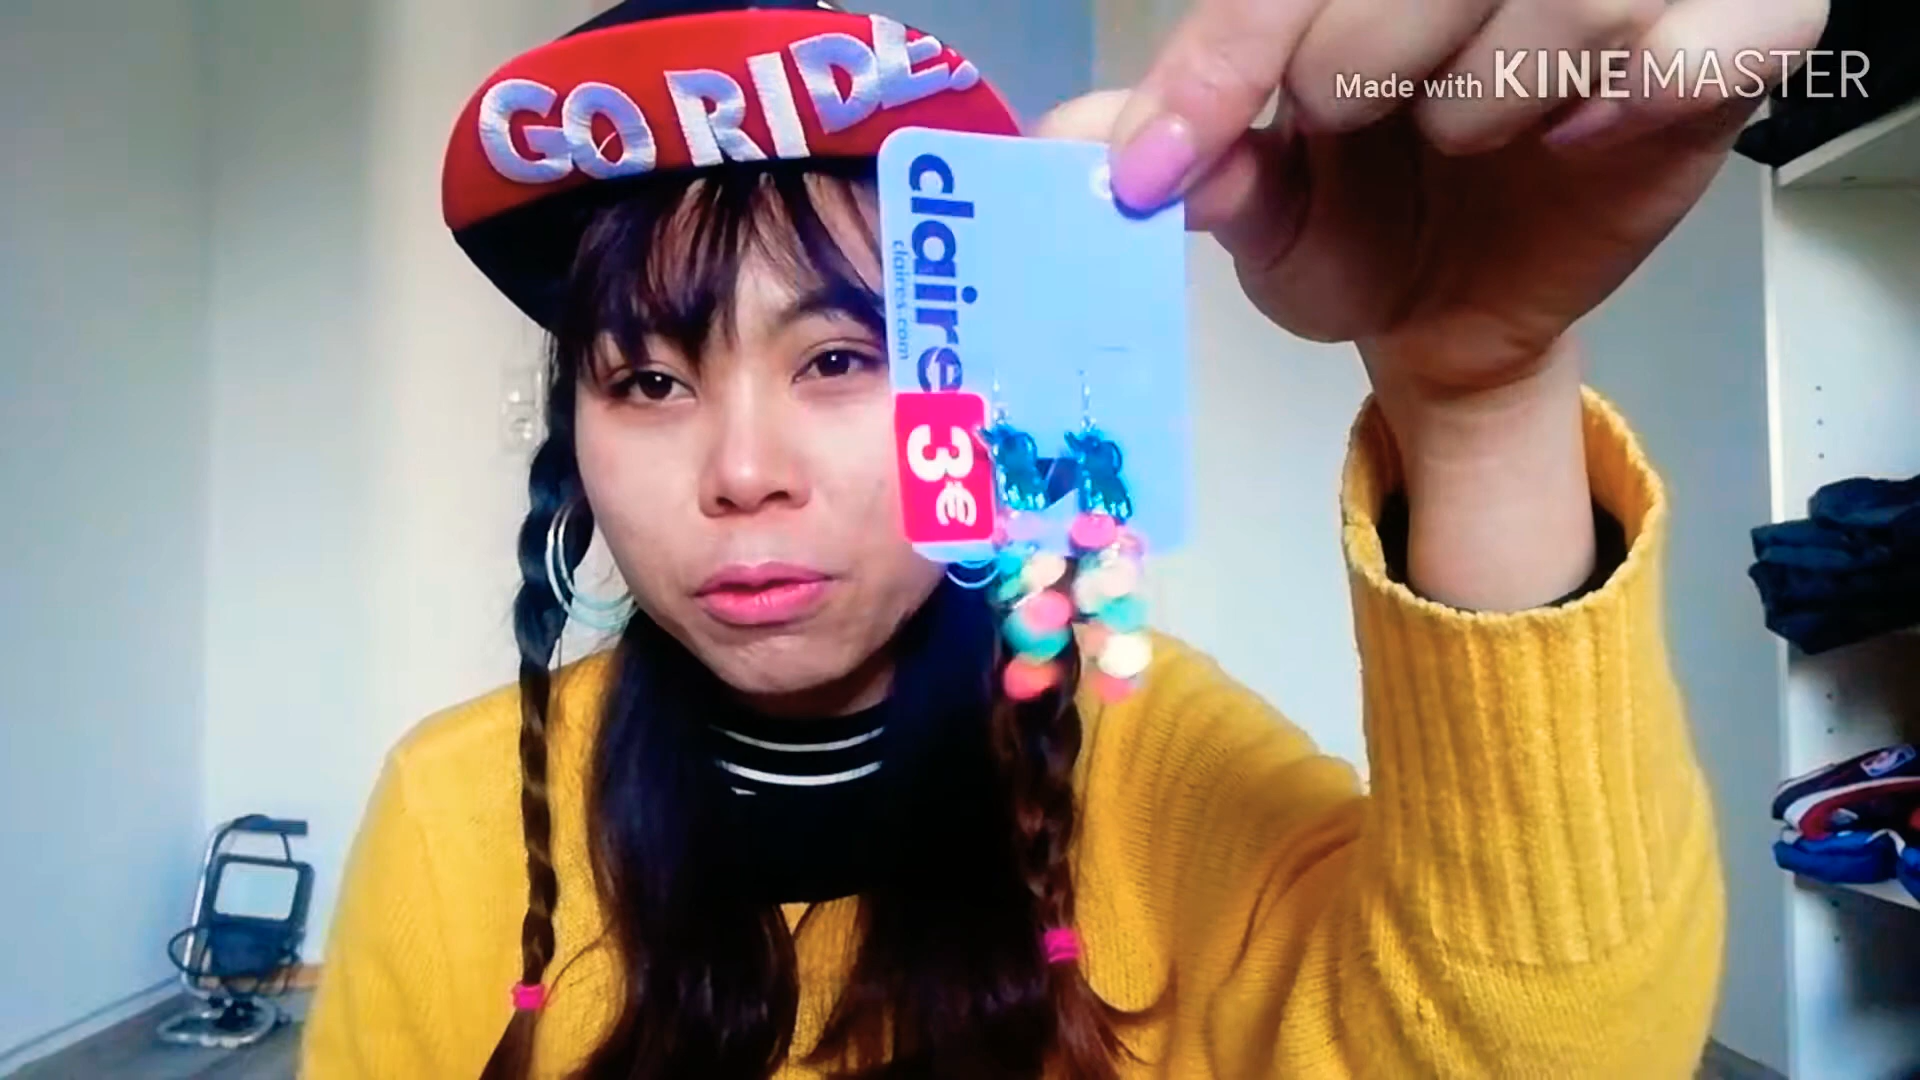 GO RIDE.
Made with KINEMASTER
claire
claires.com
3€